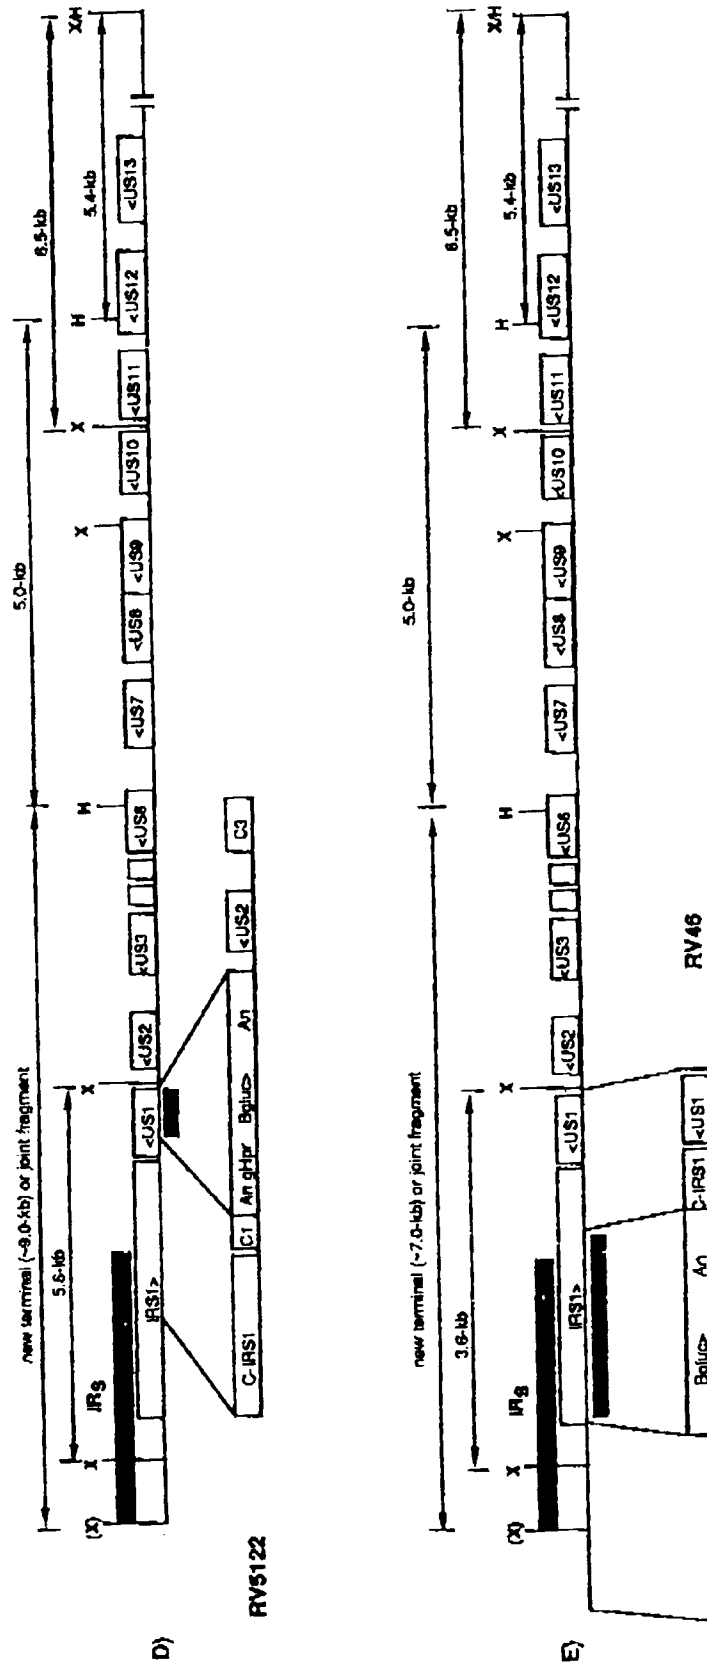 D)
new terminal (~9.0-kb) or joint fragment
5.0-kb
6.5-kb
5.6-kb
5.4-kb
(X) X IRS X H X X H X/H
IRS1> <US1 <US2 <US3 <US6 <US7 <US8 <US9 <US10 <US11 <US12 <US13
C-IRS1 C1 An gHpr Bgluc> An <US2 C3
RV5122
E)
new terminal (~7.0-kb) or joint fragment
5.0-kb
6.5-kb
3.6-kb
5.4-kb
(X) X IRS X H X X H X/H
IRS1> <US1 <US2 <US3 <US6 <US7 <US8 <US9 <US10 <US11 <US12 <US13
Bgluc> An C-IRS1 <US1
RV46